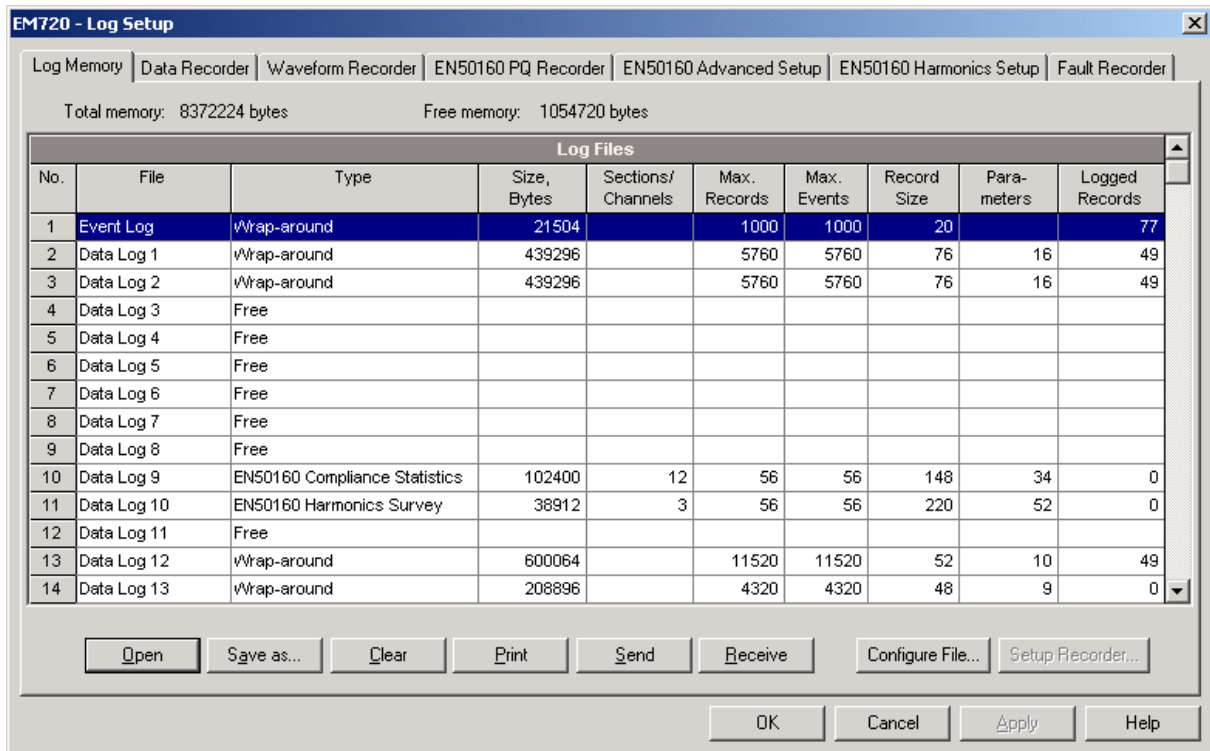 EM720 - Log Setup
Log Memory Data Recorder Waveform Recorder EN50160 PQ Recorder EN50160 Advanced Setup EN50160 Harmonics Setup Fault Recorder
Total memory: 8372224 bytes Free memory: 1054720 bytes
Log Files
No. File Type Size, Bytes Sections/ Channels Max. Records Max. Events Record Size Para- meters Logged Records
1 Event Log Wrap-around 21504 1000 1000 20 77
2 Data Log 1 Wrap-around 439296 5760 5760 76 16 49
3 Data Log 2 Wrap-around 439296 5760 5760 76 16 49
4 Data Log 3 Free
5 Data Log 4 Free
6 Data Log 5 Free
7 Data Log 6 Free
8 Data Log 7 Free
9 Data Log 8 Free
10 Data Log 9 EN50160 Compliance Statistics 102400 12 56 56 148 34 0
11 Data Log 10 EN50160 Harmonics Survey 38912 3 56 56 220 52 0
12 Data Log 11 Free
13 Data Log 12 Wrap-around 600064 11520 11520 52 10 49
14 Data Log 13 Wrap-around 208896 4320 4320 48 9 0
Open Save as... Clear Print Send Receive Configure File... Setup Recorder...
OK Cancel Apply Help